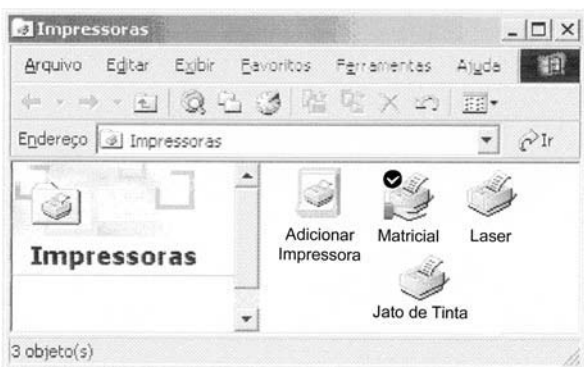 Impressoras
Arquivo Editar Exibir Favoritos Ferramentas Ajuda
Endereço Impressoras Ir
Impressoras
Adicionar Impressora
Matricial
Laser
Jato de Tinta
3 objeto(s)